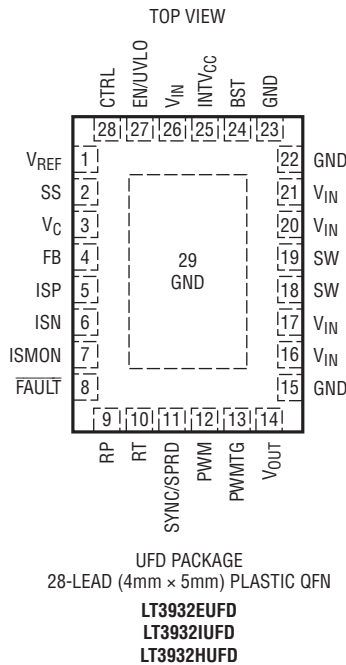 TOP VIEW
CTRL
EN/UVLO
VIN
INTVCC
BST
GND
28 27 26 25 24 23
VREF 1
SS 2
VC 3
FB 4
ISP 5
ISN 6
ISMON 7
FAULT 8
29
GND
22 GND
21 VIN
20 VIN
19 SW
18 SW
17 VIN
16 VIN
15 GND
9 10 11 12 13 14
RP
RT
SYNC/SPRD
PWM
PWMTG
VOUT
UFD PACKAGE
28-LEAD (4mm × 5mm) PLASTIC QFN
LT3932EUFD
LT3932IUFD
LT3932HUFD